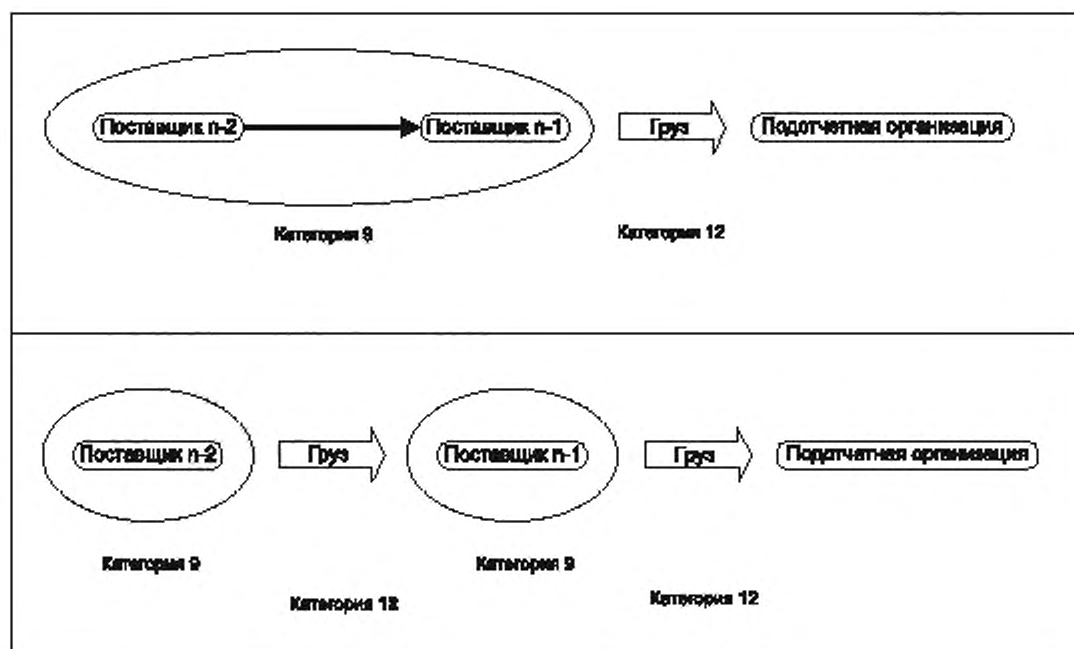 Поставщик n-2
Поставщик n-1
Груз
Подотчетная организация
Категория 9
Категория 12
Поставщик n-2
Груз
Поставщик n-1
Груз
Подотчетная организация
Категория 9
Категория 9
Категория 12
Категория 12